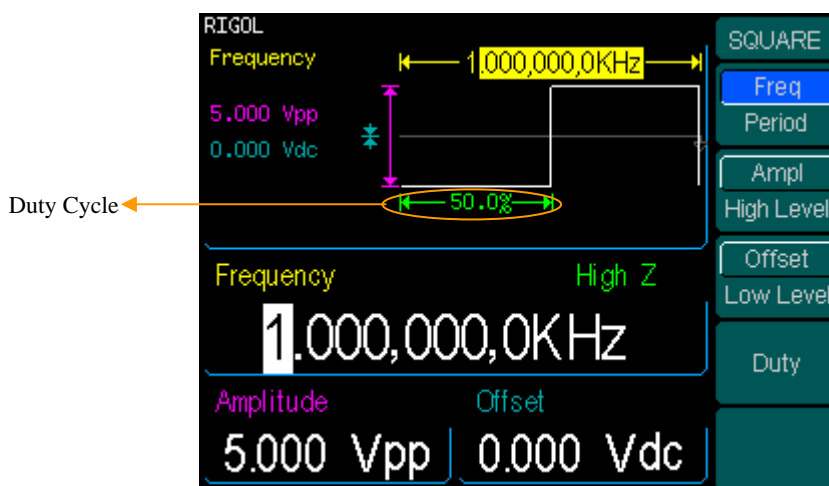 RIGOL
SQUARE
Frequency
1.000,000,0KHz
Freq
Period
5.000 Vpp
0.000 Vdc
Ampl
High Level
Duty Cycle
50.0%
Offset
Low Level
Frequency
High Z
1.000,000,0KHz
Duty
Amplitude
Offset
5.000 Vpp
0.000 Vdc